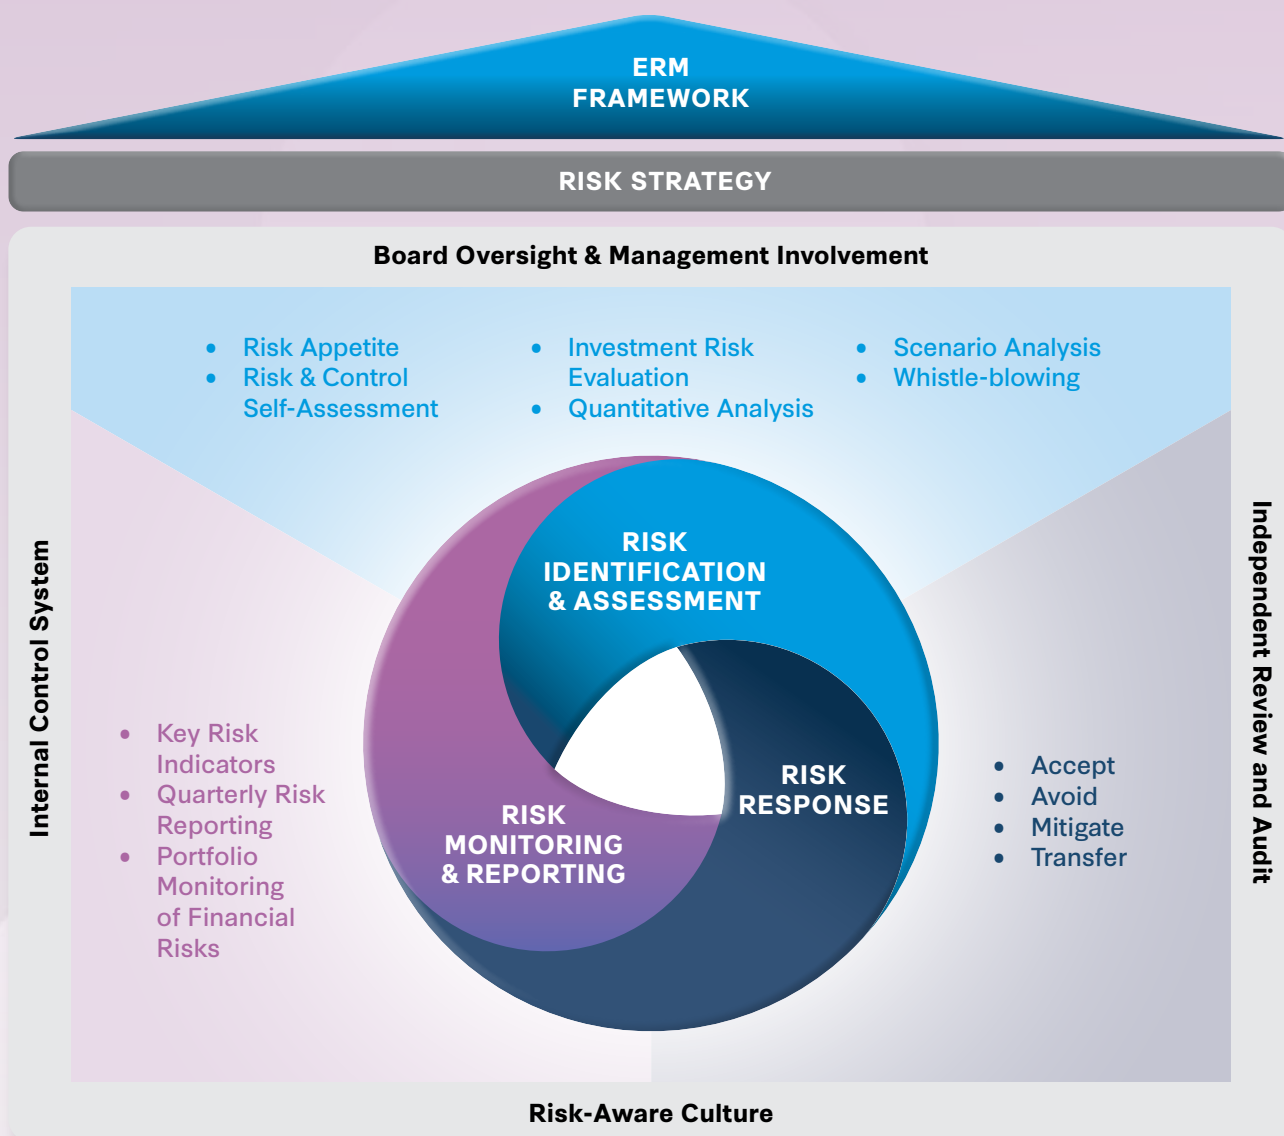 ERM
FRAMEWORK
RISK STRATEGY
Board Oversight & Management Involvement
• Risk Appetite
• Risk & Control
Self-Assessment
• Investment Risk
Evaluation
• Quantitative Analysis
• Scenario Analysis
• Whistle-blowing
RISK
IDENTIFICATION
& ASSESSMENT
Internal Control System
Independent Review and Audit
• Key Risk
Indicators
• Quarterly Risk
Reporting
• Portfolio
Monitoring
of Financial
Risks
RISK
MONITORING
& REPORTING
RISK
RESPONSE
• Accept
• Avoid
• Mitigate
• Transfer
Risk-Aware Culture